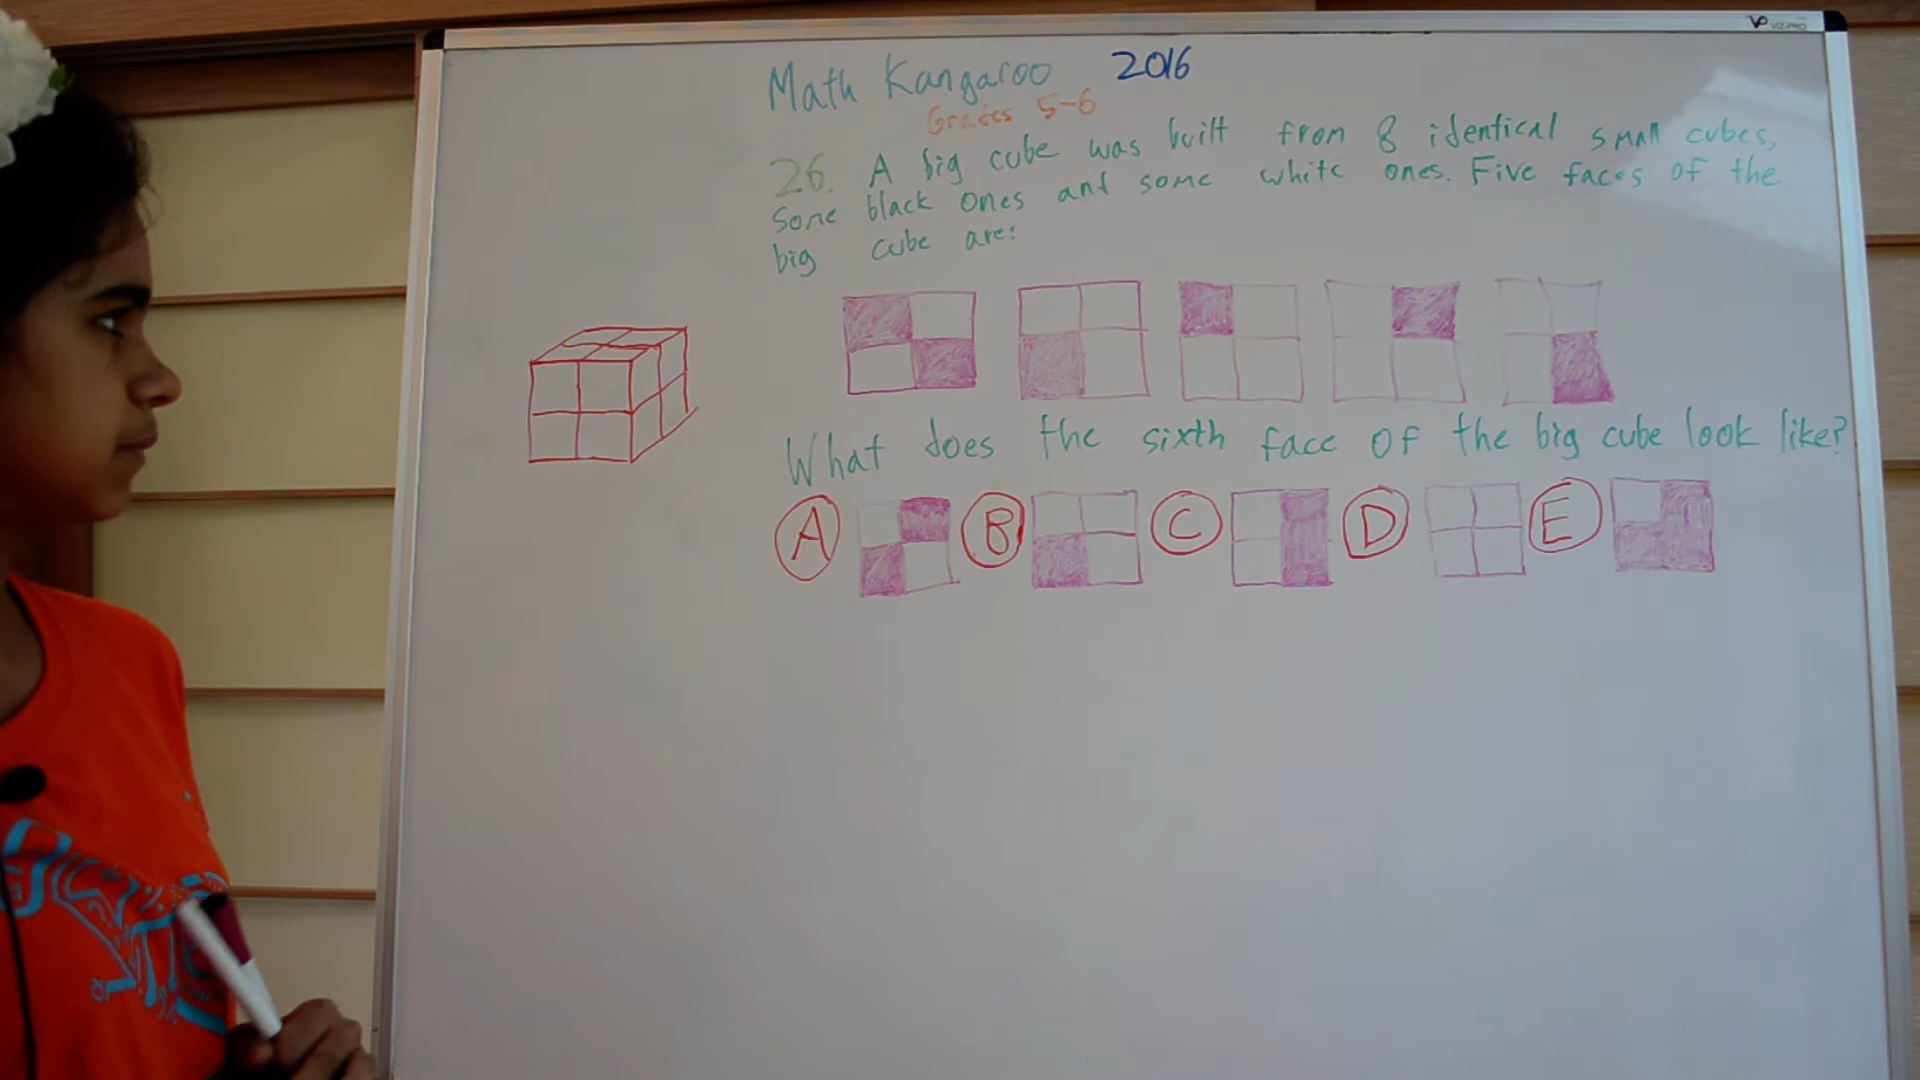 VIZ-PRO
Math Kangaroo 2016
Grades 5-6
26. A big cube was built from 8 identical small cubes,
some black ones and some white ones. Five faces of the
big cube are:
What does the sixth face of the big cube look like?
A B C D E